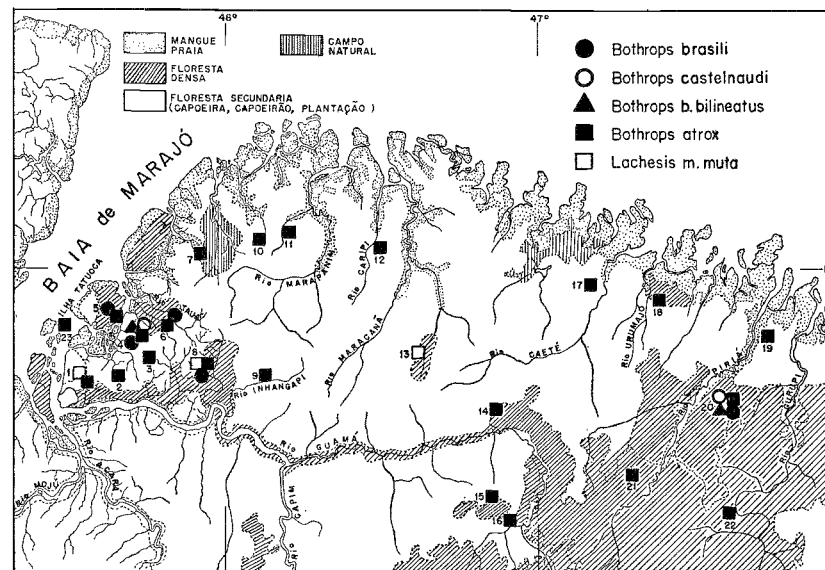 46° 47°
MANGUE
PRAIA
CAMPO
NATURAL
FLORESTA
DENSA
FLORESTA SECUNDARIA
(CAPOEIRA, CAPOEIRÃO, PLANTAÇÃO)
Bothrops brasili
Bothrops castelnaudi
Bothrops b. bilineatus
Bothrops atrox
Lachesis m. muta
BAIA de MARAJÓ
ILHA TATUOCA
7
10
11
12
RIO MARAPANIM
RIO CARIPI
RIO MARACANÃ
17
RIO URUMAJÓ
18
19
23
5
4
6
3
8
1
2
9
RIO INHANGAPI
13
Rio CAETÉ
RIO PIRIÁ
RIO GURUPI
20
14
Rio GUAMÁ
RIO MOJÚ
RIO ACARÁ
RIO CAPIM
15
16
21
22